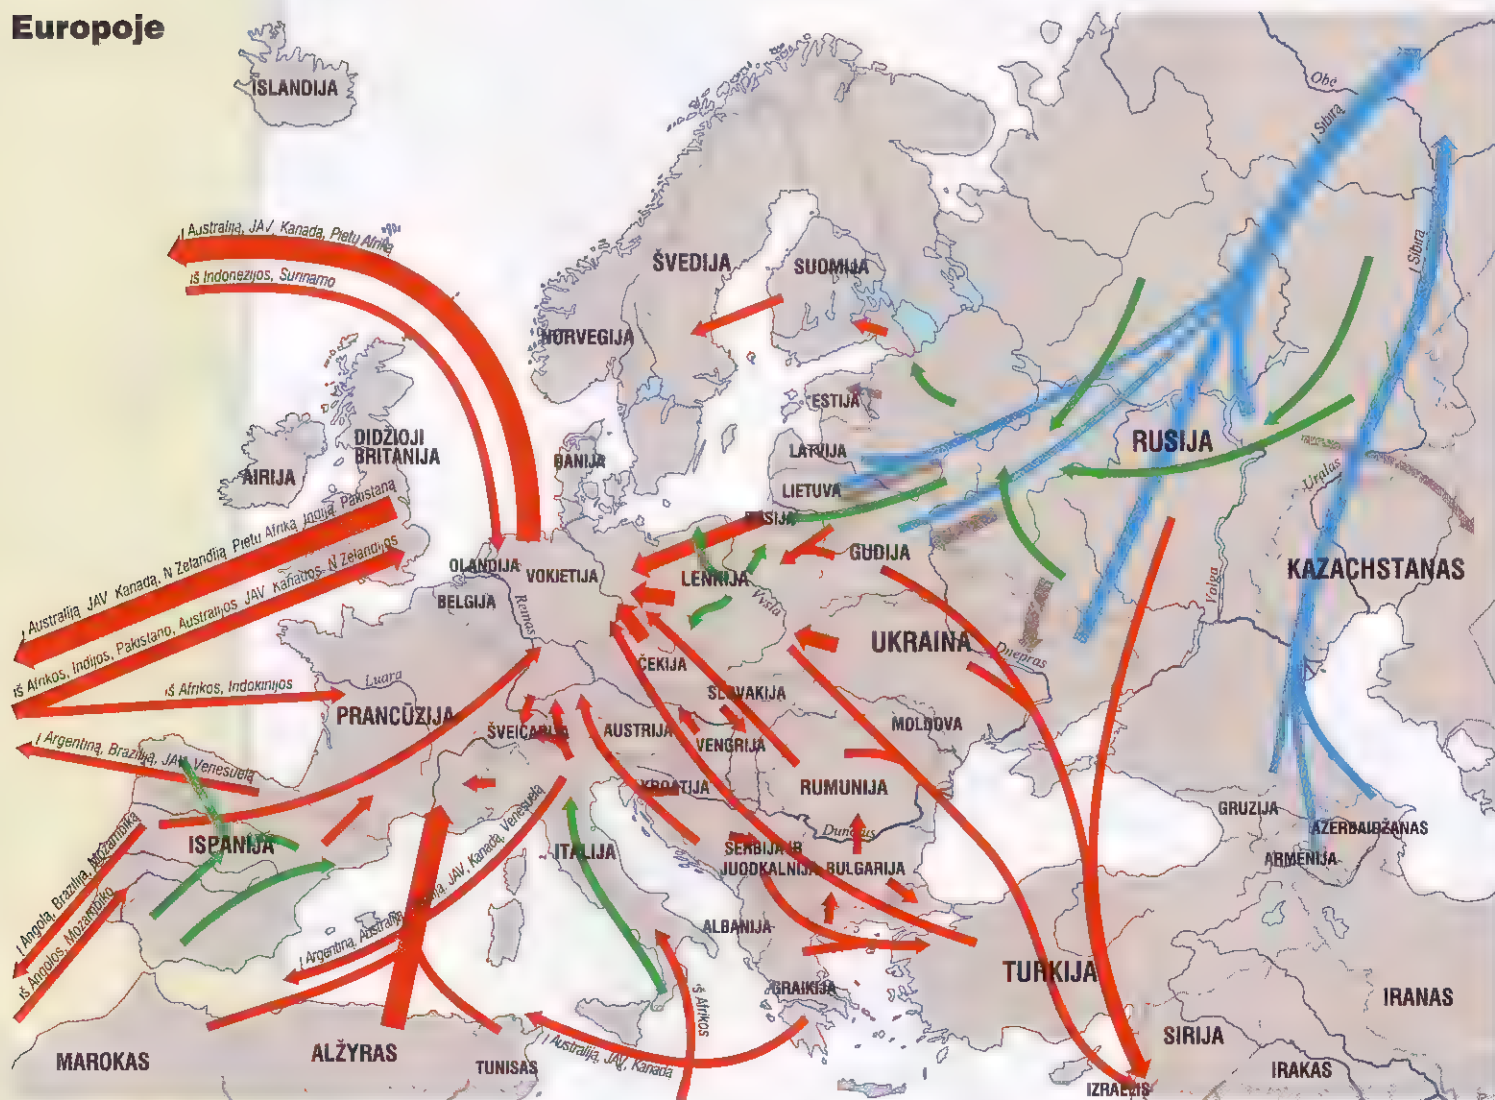 Europoje
ISLANDIJA
Obė
Į Sibirą
Į Sibirą
Į Australiją, JAV, Kanadą, Pietų Afriką
iš Indonezijos, Surinamo
ŠVEDIJA
SUOMIJA
NORVEGIJA
ESTIJA
DIDŽIOJI
BRITANIJA
AIRIJA
DANIJA
LATVIJA
LIETUVA
RUSIJA
RUSIJA
Uralas
Į Australiją JAV Kanadą, N Zelandiją Pietų Afriką Indiją Pakistaną
iš Afrikos, Indijos, Pakistano, Australijos JAV Kanados, N Zelandijos
OLANDIJA
VOKIETIJA
BELGIJA
Reinas
LENKIJA
Vysla
GUDIJA
Volga
KAZACHSTANAS
UKRAINA
Dnepras
ČEKIJA
SLOVAKIJA
iš Afrikos, Indokinijos
Luara
PRANCŪZIJA
ŠVEICARIJA
AUSTRIJA
VENGRIJA
MOLDOVA
Į Argentiną, Braziliją, JAV, Venesuelą
KROATIJA
RUMUNIJA
GRUZIJA
AZERBAIDŽANAS
ARMENIJA
Į Angolą, Braziliją, Mozambiką
iš Angolos, Mozambiko
ISPANIJA
ITALIJA
Dunojus
SERBIJA IR
JUODKALNIJA
BULGARIJA
Į Argentiną, Australiją, JAV, Kanadą, Venesuelą
ALBANIJA
GRAIKIJA
TURKIJA
IRANAS
SIRIJA
IRAKAS
IZRAELIS
iš Afrikos
Į Australiją, JAV, Kanadą
MAROKAS
ALŽYRAS
TUNISAS